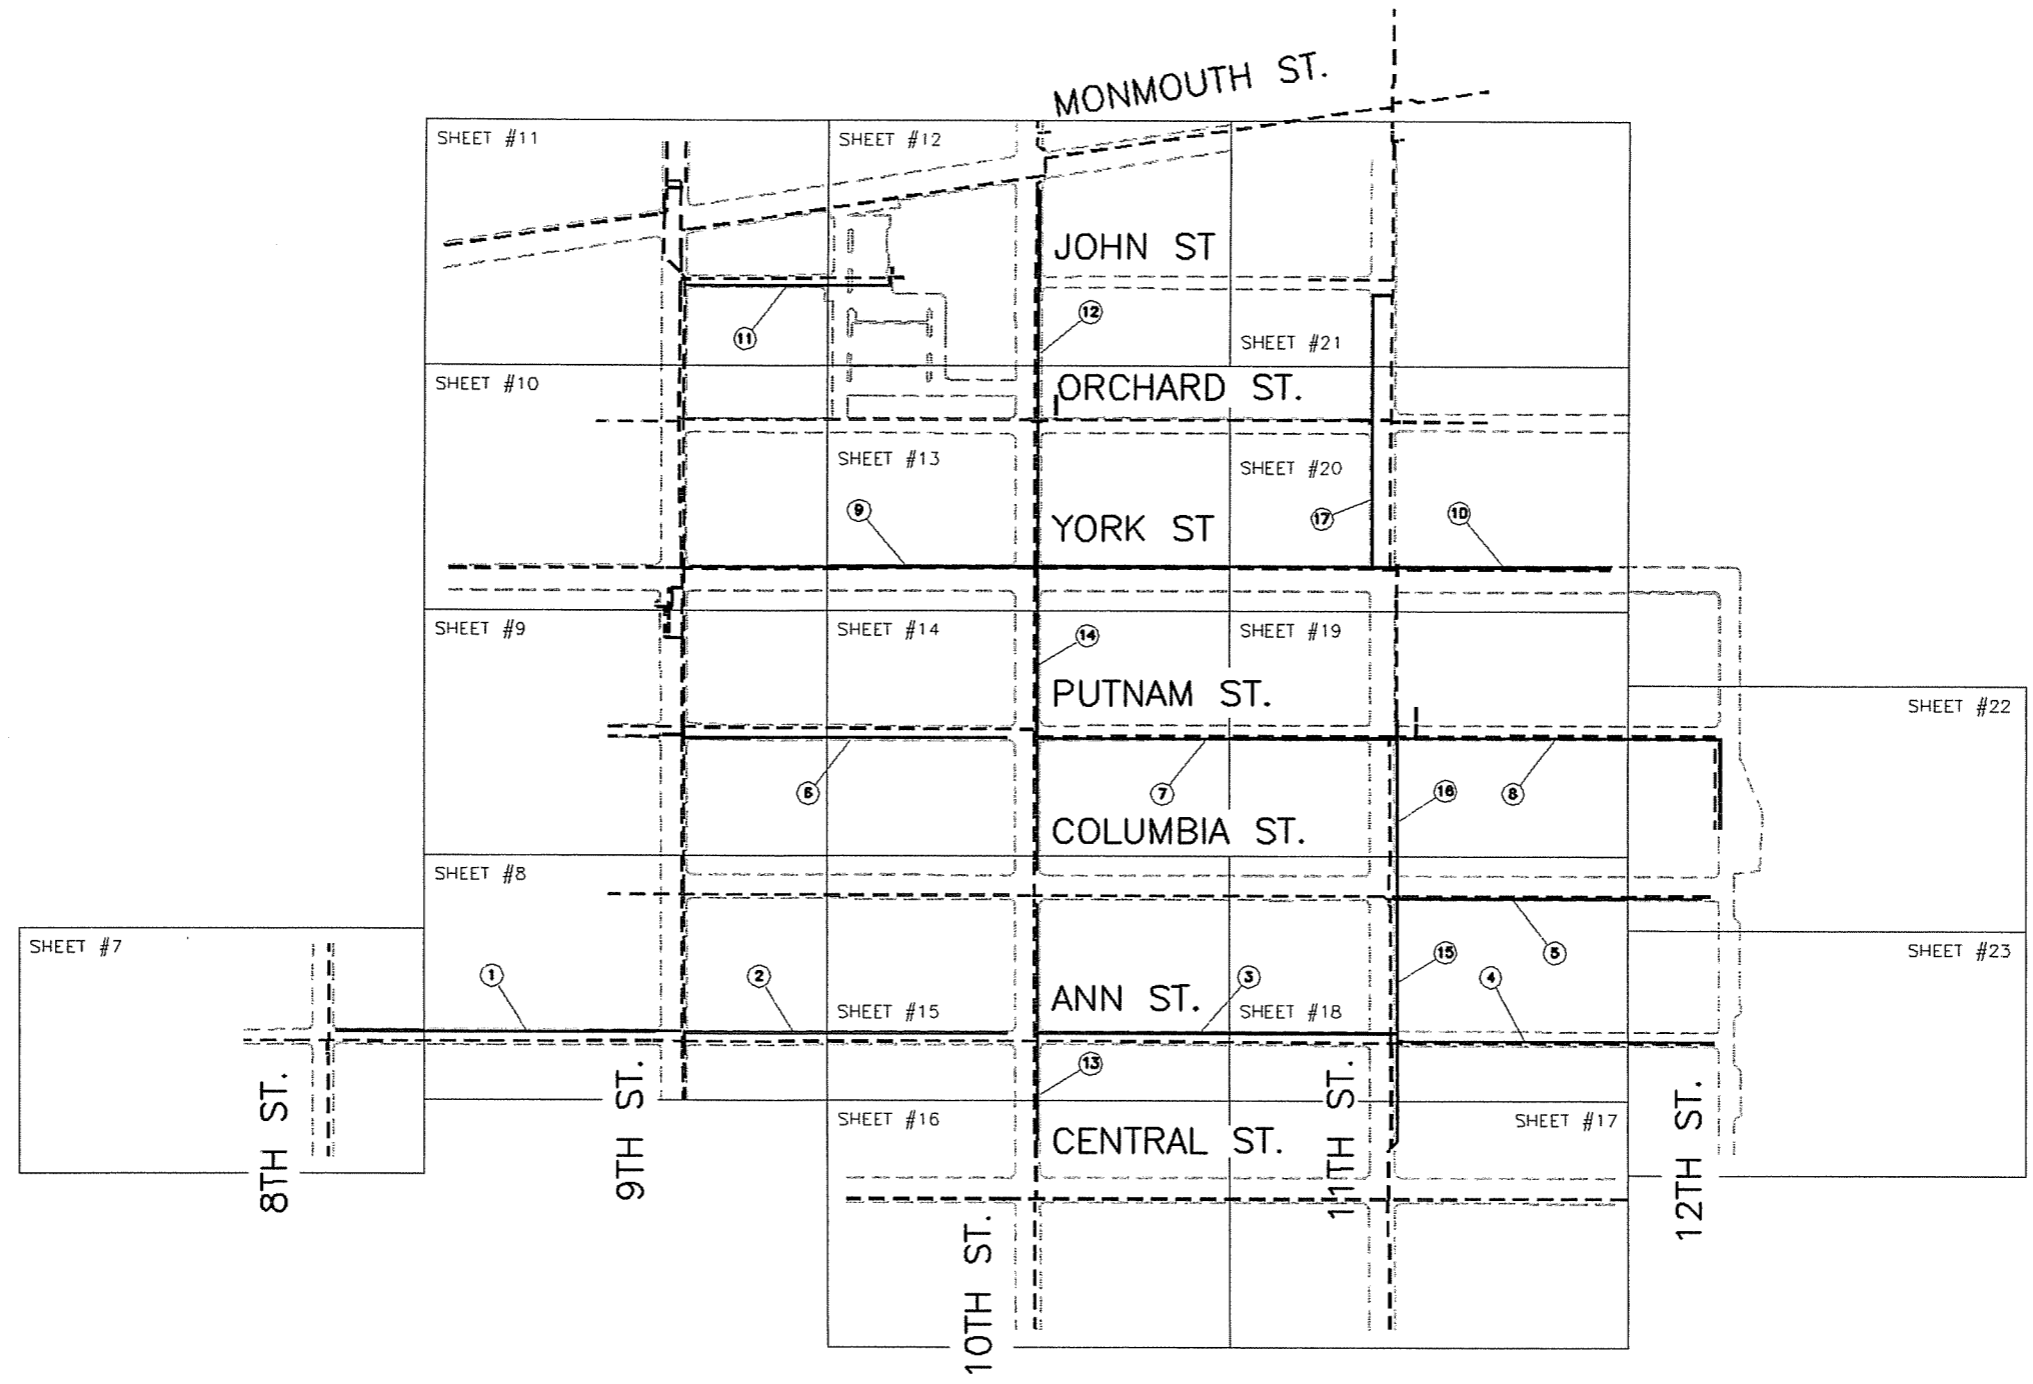 MONMOUTH ST.
SHEET #11
SHEET #12
JOHN ST
12
11
SHEET #21
SHEET #10
ORCHARD ST.
SHEET #13
SHEET #20
9
YORK ST
17
10
SHEET #9
SHEET #14
14
SHEET #19
PUTNAM ST.
SHEET #22
6
7
16
8
COLUMBIA ST.
SHEET #8
SHEET #7
1
2
ANN ST.
3
15
4
5
SHEET #23
SHEET #15
SHEET #18
13
8TH ST.
9TH ST.
SHEET #16
CENTRAL ST.
11TH ST.
SHEET #17
12TH ST.
10TH ST.